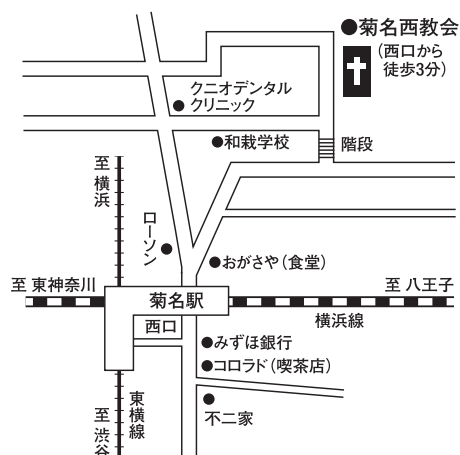 ●菊名西教会
(西口から
徒歩3分)
クニオデンタル
●クリニック
●和栽学校
階段
至 横浜
ローソン●
●おがさや(食堂)
至 東神奈川
至 八王子
菊名駅
横浜線
西口
●みずほ銀行
●コロラド(喫茶店)
●
不二家
東横線
至 渋谷